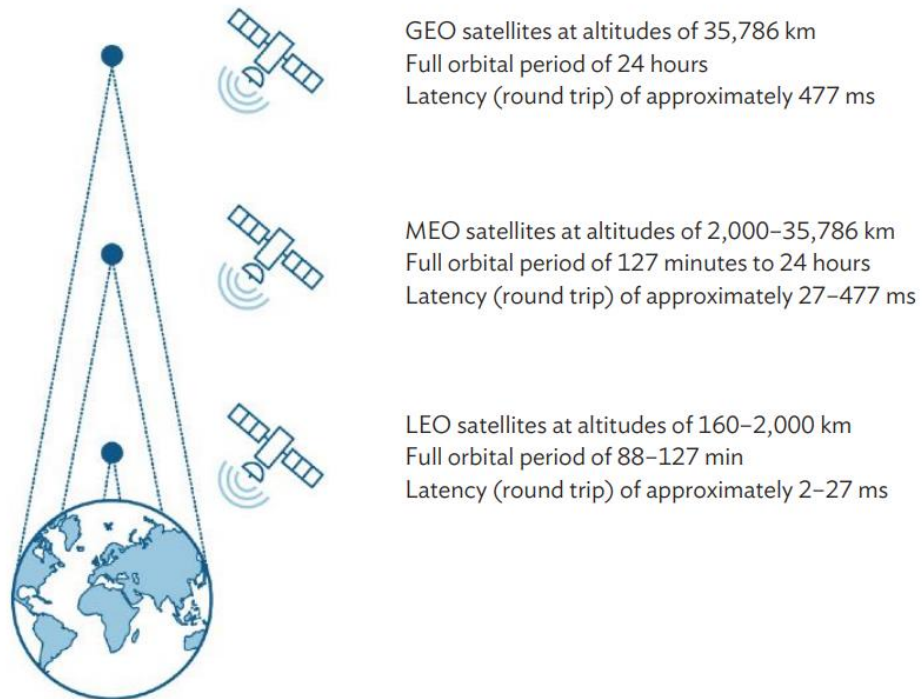 GEO satellites at altitudes of 35,786 km
Full orbital period of 24 hours
Latency (round trip) of approximately 477 ms
MEO satellites at altitudes of 2,000–35,786 km
Full orbital period of 127 minutes to 24 hours
Latency (round trip) of approximately 27–477 ms
LEO satellites at altitudes of 160–2,000 km
Full orbital period of 88–127 min
Latency (round trip) of approximately 2–27 ms